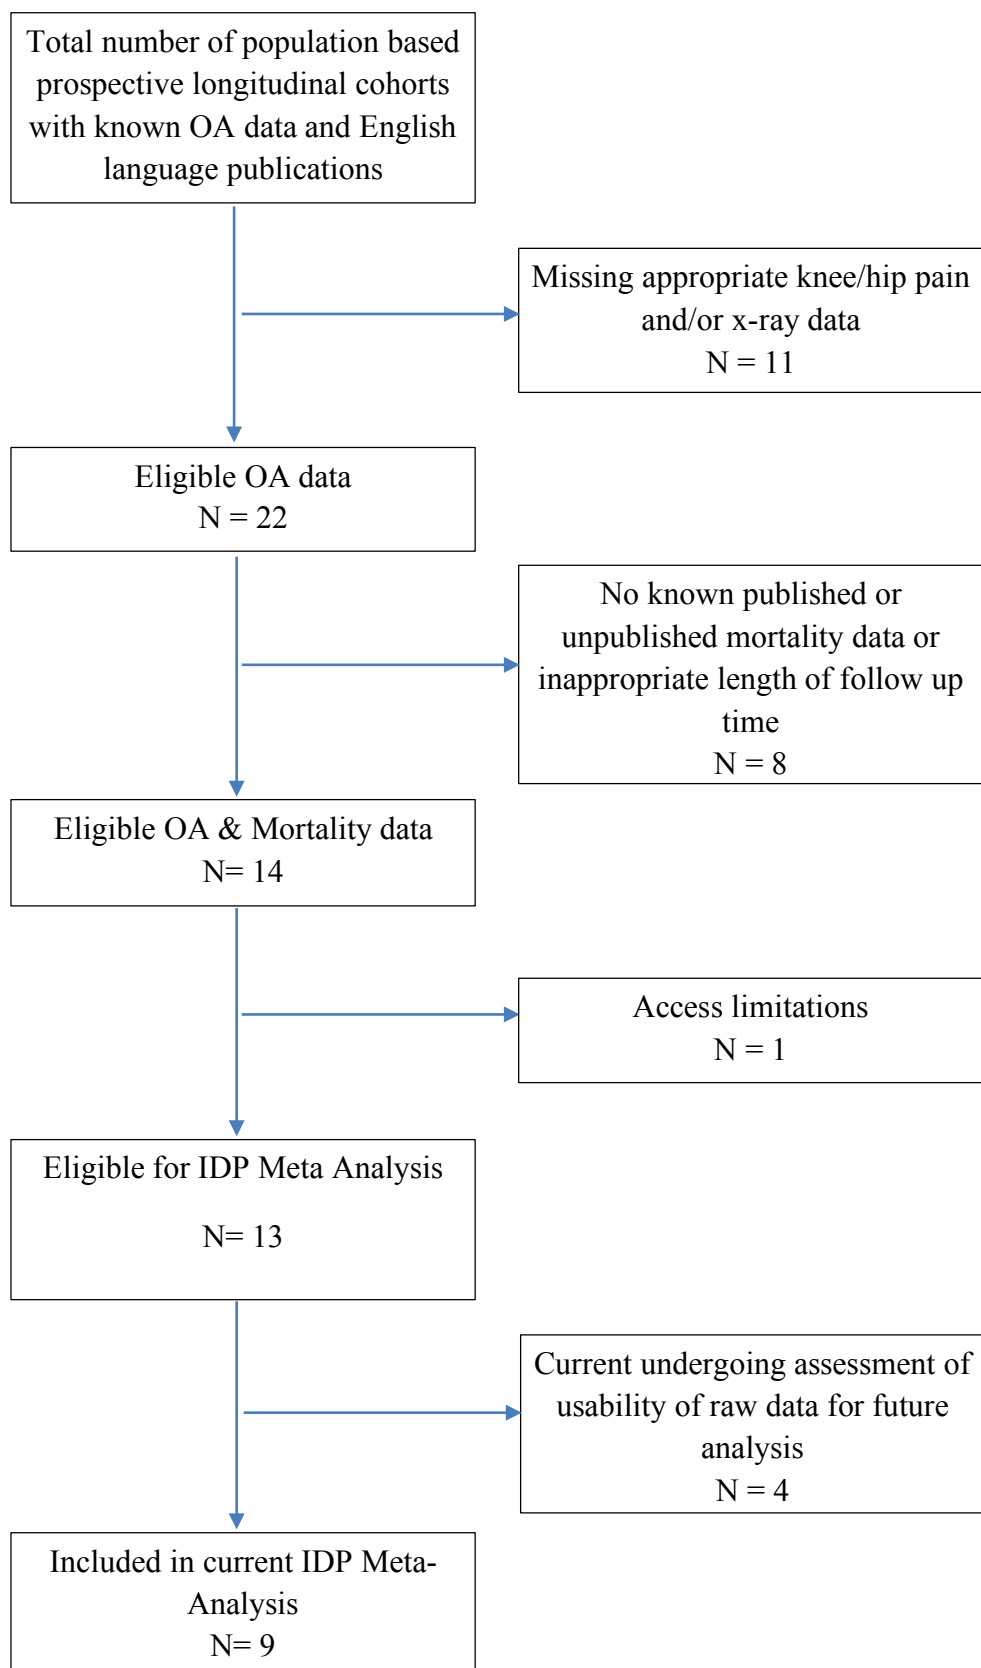 Total number of population based
prospective longitudinal cohorts
with known OA data and English
language publications
Missing appropriate knee/hip pain
and/or x-ray data
N = 11
Eligible OA data
N = 22
No known published or
unpublished mortality data or
inappropriate length of follow up
time
N = 8
Eligible OA & Mortality data
N= 14
Access limitations
N = 1
Eligible for IDP Meta Analysis
N= 13
Current undergoing assessment of
usability of raw data for future
analysis
N = 4
Included in current IDP Meta-
Analysis
N= 9